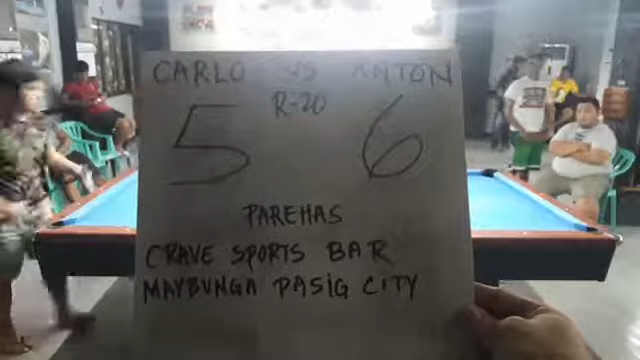 CARLO VS ANTON
R-20
5 6
PAREHAS
CRAVE SPORTS BAR
MAYBUNGA PASIG CITY